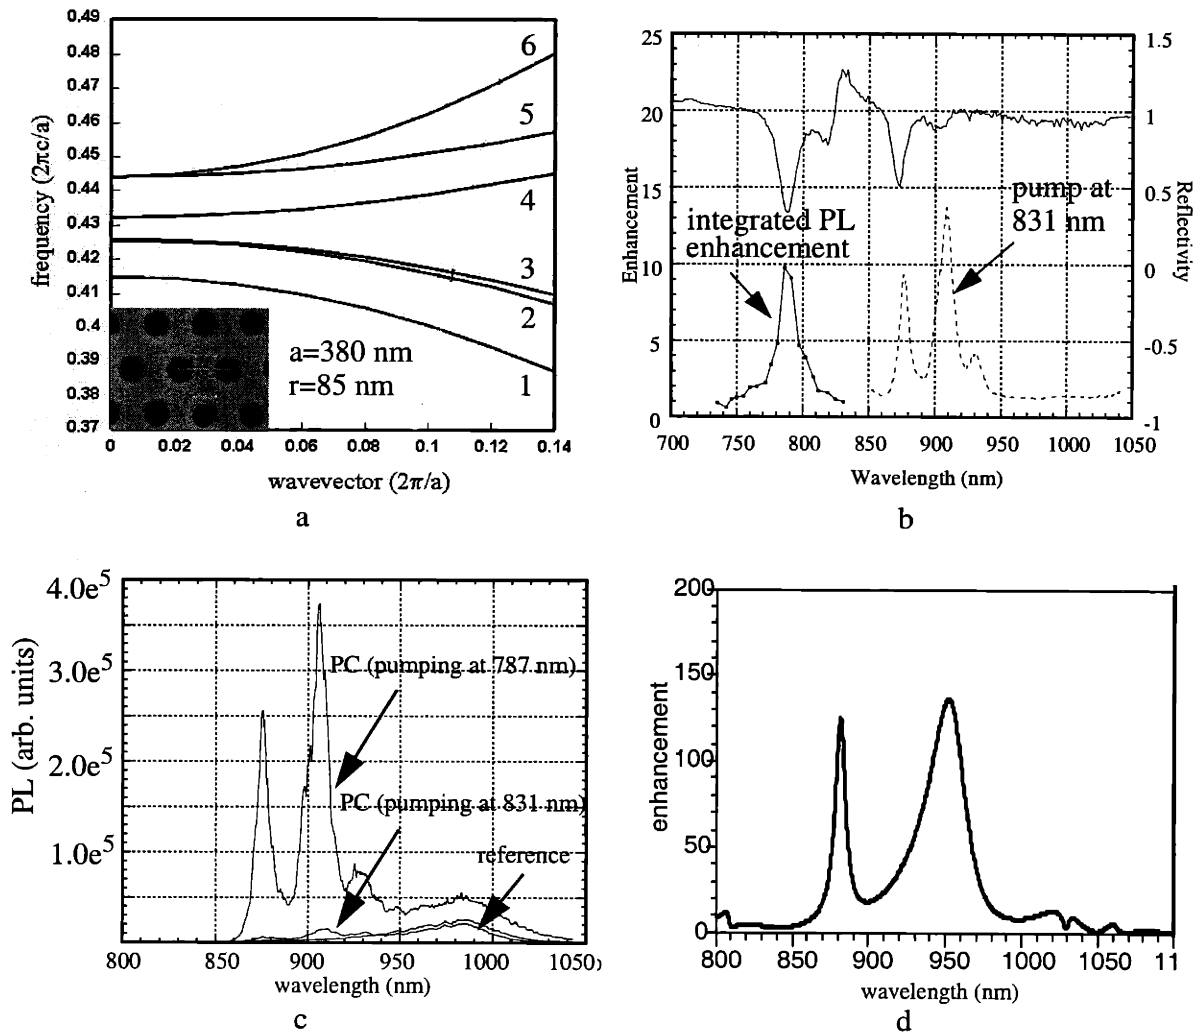 0.49
0.48
0.47
0.46
0.45
0.44
0.43
0.42
0.41
0.4
0.39
0.38
0.37
frequency (2πc/a)
6
5
4
3
2
1
a=380 nm
r=85 nm
0 0.02 0.04 0.06 0.08 0.1 0.12 0.14
wavevector (2π/a)
a
25
20
15
10
5
0
Enhancement
1.5
1
0.5
0
-0.5
-1
Reflectivity
integrated PL
enhancement
pump at
831 nm
700 750 800 850 900 950 1000 1050
Wavelength (nm)
b
4.0e5
3.0e5
2.0e5
1.0e5
PL (arb. units)
PC (pumping at 787 nm)
PC (pumping at 831 nm)
reference
800 850 900 950 1000 1050
wavelength (nm)
c
200
150
100
50
0
enhancement
800 850 900 950 1000 1050 11
wavelength (nm)
d